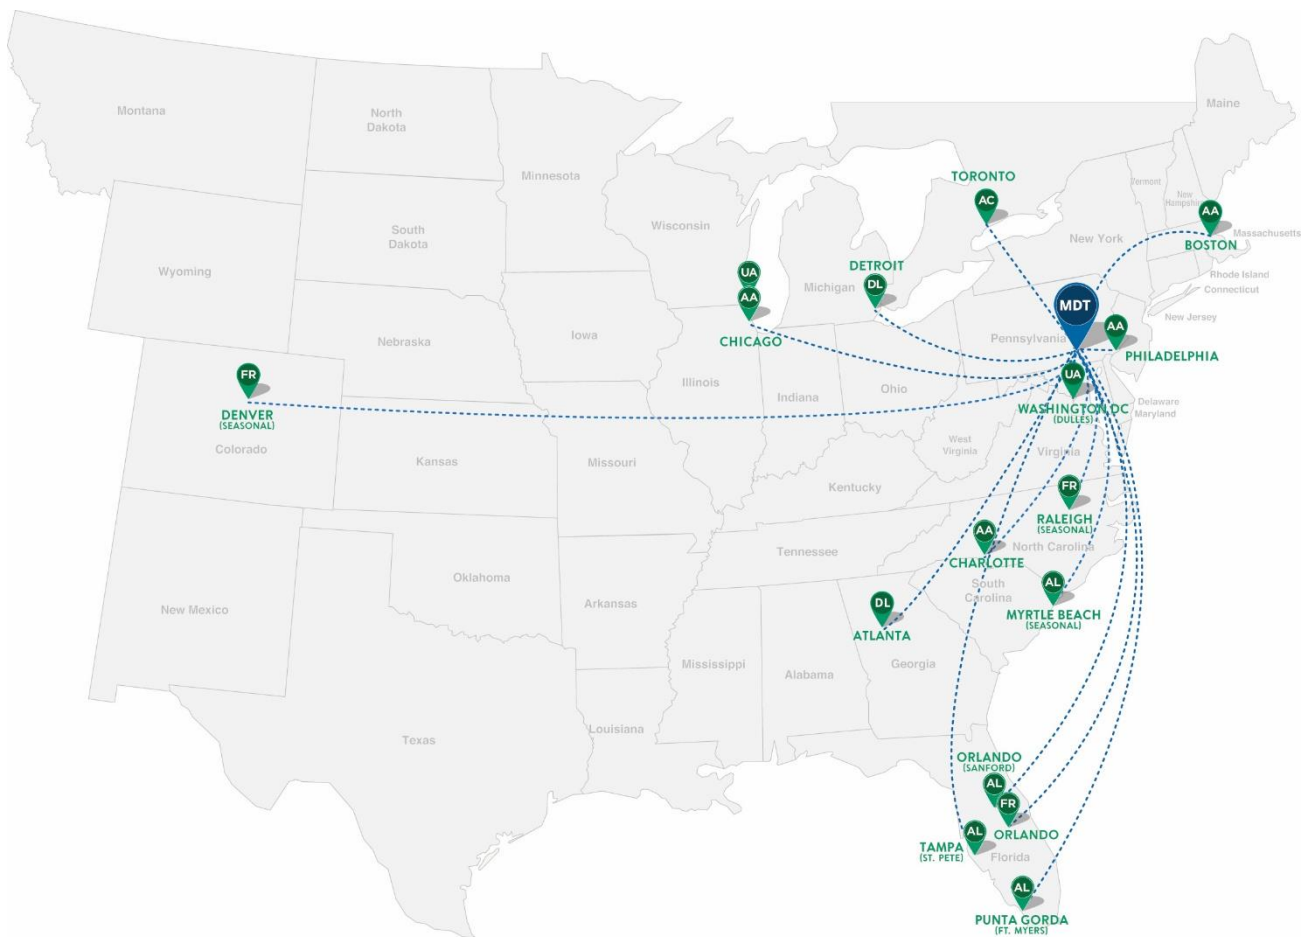 Maine
Montana
North
Dakota
Minnesota
TORONTO
AC
Vermont
New
Hampshire
AA
BOSTON
Massachusetts
Wisconsin
South
Dakota
New York
Wyoming
UA
AA
CHICAGO
DETROIT
DL
Michigan
Rhode Island
Connecticut
MDT
New Jersey
Pennsylvania
AA
PHILADELPHIA
Iowa
Nebraska
FR
DENVER
(SEASONAL)
Colorado
Illinois
Indiana
Ohio
UA
WASHINGTON DC
(DULLES)
Delaware
Maryland
West
Virginia
Virginia
Kansas
Missouri
Kentucky
FR
RALEIGH
(SEASONAL)
AA
CHARLOTTE
North Carolina
Tennessee
Oklahoma
Arkansas
New Mexico
South
Carolina
AL
MYRTLE BEACH
(SEASONAL)
DL
ATLANTA
Georgia
Mississippi
Alabama
Louisiana
Texas
ORLANDO
(SANFORD)
AL
FR
ORLANDO
AL
TAMPA
(ST. PETE)
Florida
AL
PUNTA GORDA
(FT. MYERS)